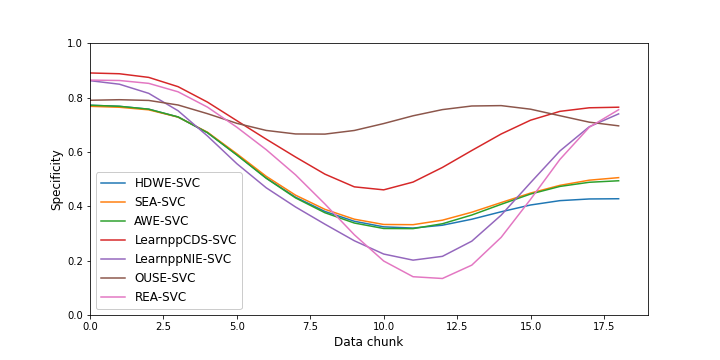 1.0
0.8
0.6
0.4
0.2
0.0
Specificity
HDWE-SVC
SEA-SVC
AWE-SVC
LearnppCDS-SVC
LearnppNIE-SVC
OUSE-SVC
REA-SVC
0.0 2.5 5.0 7.5 10.0 12.5 15.0 17.5
Data chunk